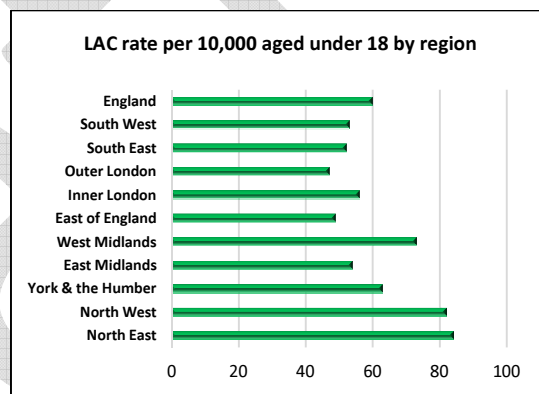 LAC rate per 10,000 aged under 18 by region
England
South West
South East
Outer London
Inner London
East of England
West Midlands
East Midlands
York & the Humber
North West
North East
0 20 40 60 80 100